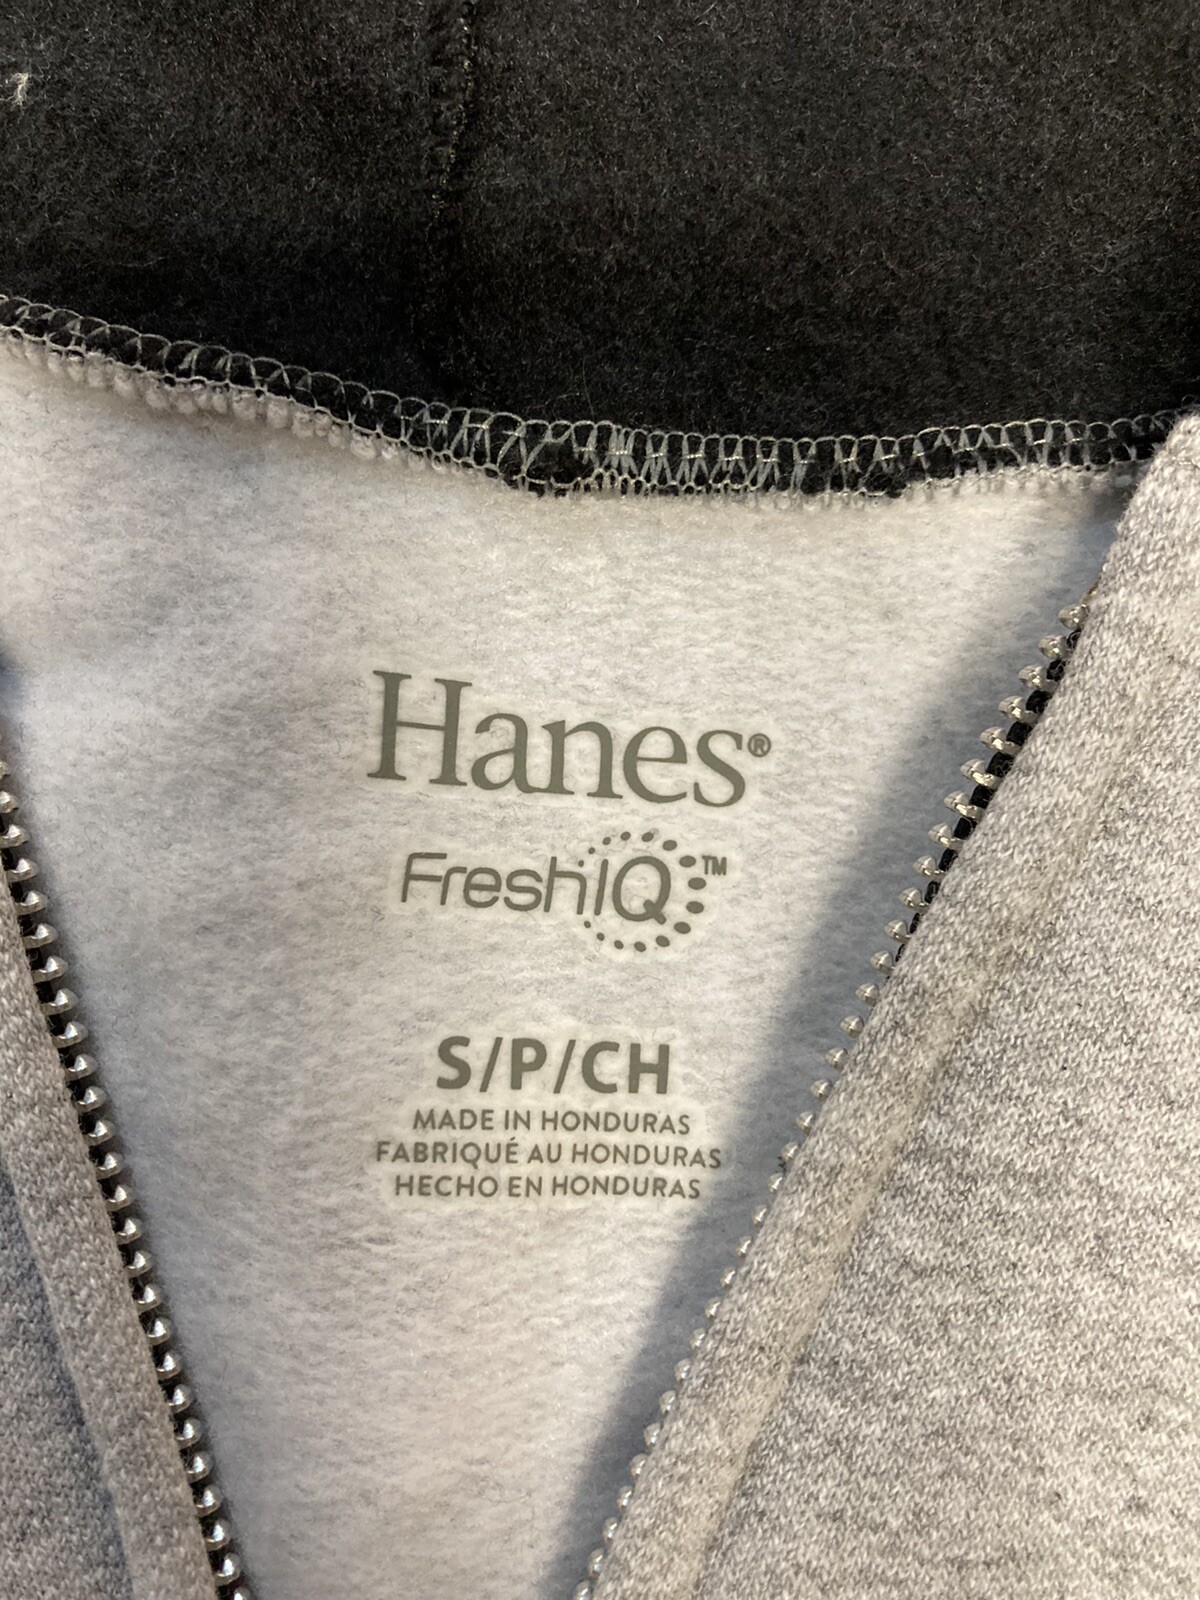 Hanes®
FreshIQ™
S/P/CH
MADE IN HONDURAS
FABRIQUÉ AU HONDURAS
HECHO EN HONDURAS